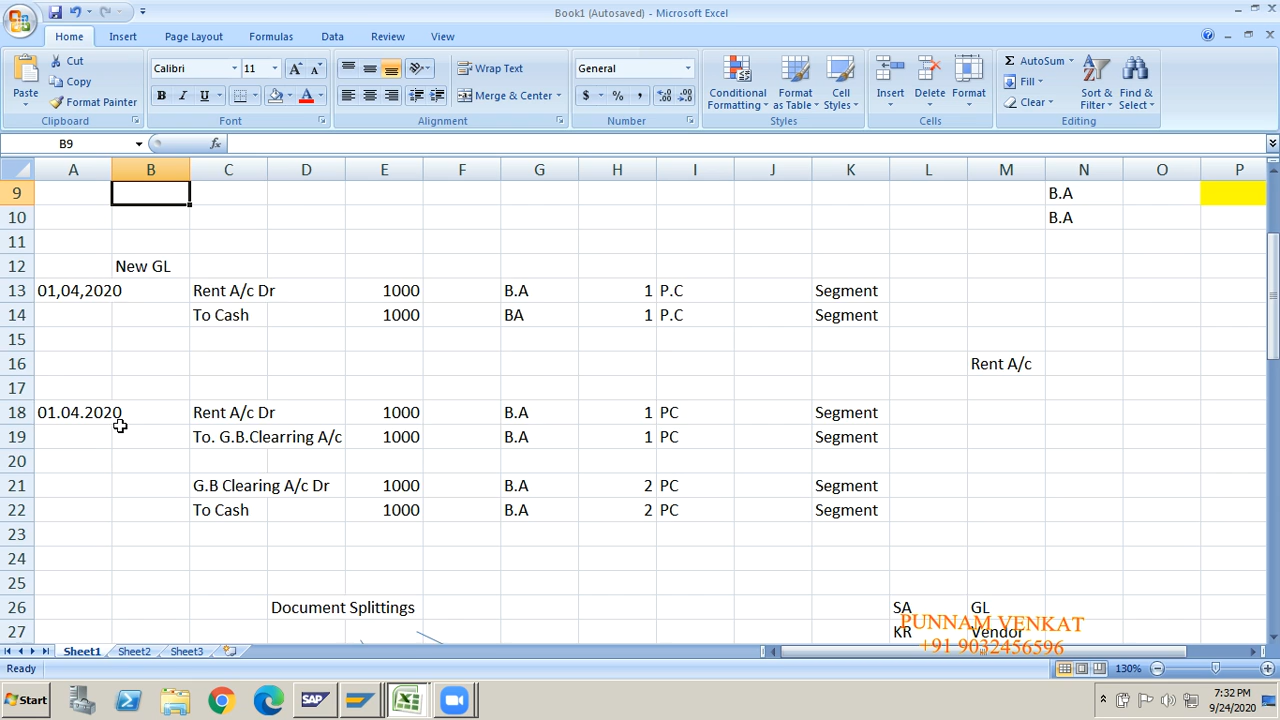 Book1 (Autosaved) - Microsoft Excel
Home Insert Page Layout Formulas Data Review View
Paste Cut Copy Format Painter
Calibri 11
Wrap Text Merge & Center
General
$ % ,
Conditional Formatting Format as Table Cell Styles
Insert Delete Format
AutoSum Fill Clear
Sort & Filter Find & Select
Clipboard Font Alignment Number Styles Cells Editing
B9 fx
A B C D E F G H I J K L M N O P
9 B.A
10 B.A
11
12 New GL
13 01,04,2020 Rent A/c Dr 1000 B.A 1 P.C Segment
14 To Cash 1000 BA 1 P.C Segment
15
16 Rent A/c
17
18 01.04.2020 Rent A/c Dr 1000 B.A 1 PC Segment
19 To. G.B.Clearring A/c 1000 B.A 1 PC Segment
20
21 G.B Clearing A/c Dr 1000 B.A 2 PC Segment
22 To Cash 1000 B.A 2 PC Segment
23
24
25
26 Document Splittings SA GL
27 KR Vendor
PUNNAM VENKAT
+91 9032456596
Sheet1 Sheet2 Sheet3
Ready 130%
Start SAP 7:32 PM
9/24/2020